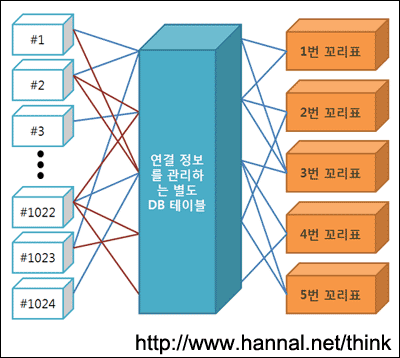 #1
#2
#3
#1022
#1023
#1024
연결 정보
를 관리하
는 별도
DB 테이블
1번 꼬리표
2번 꼬리표
3번 꼬리표
4번 꼬리표
5번 꼬리표
http://www.hannal.net/think